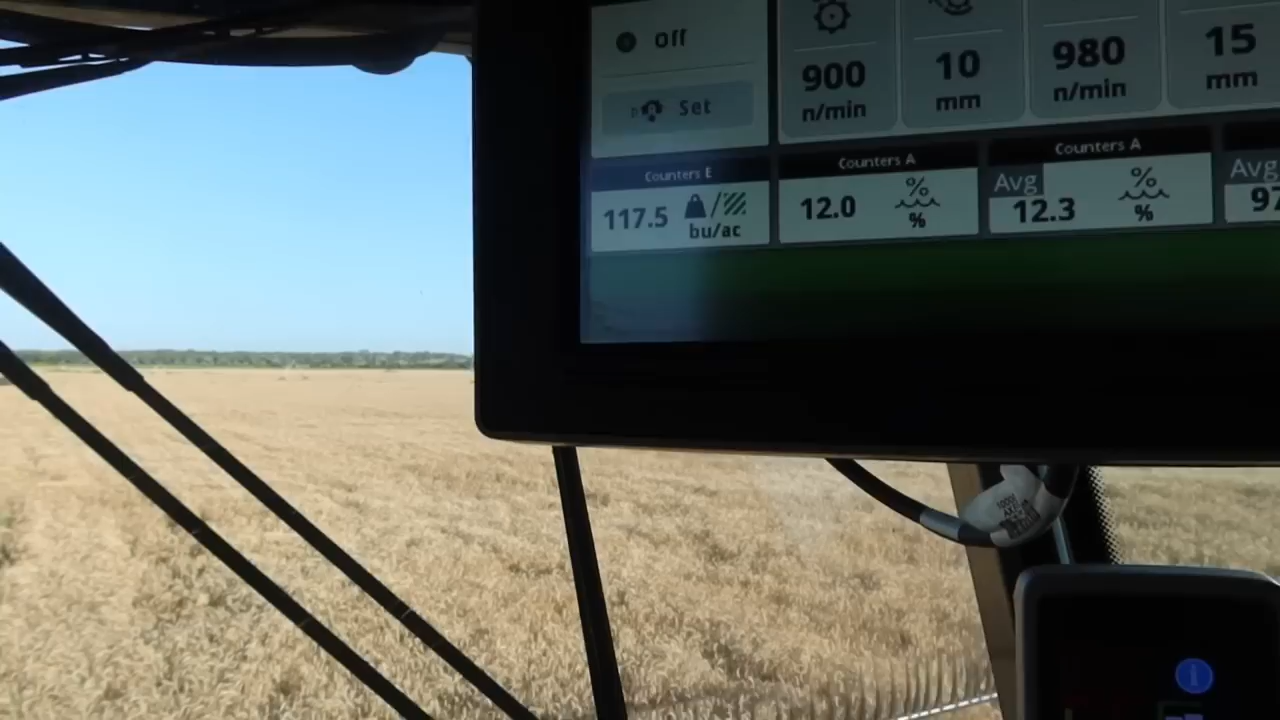 Off
Set
900
n/min
10
mm
980
n/min
15
mm
Counters E
117.5
bu/ac
Counters A
12.0
%
%
Counters A
Avg
12.3
%
%
Avg
97